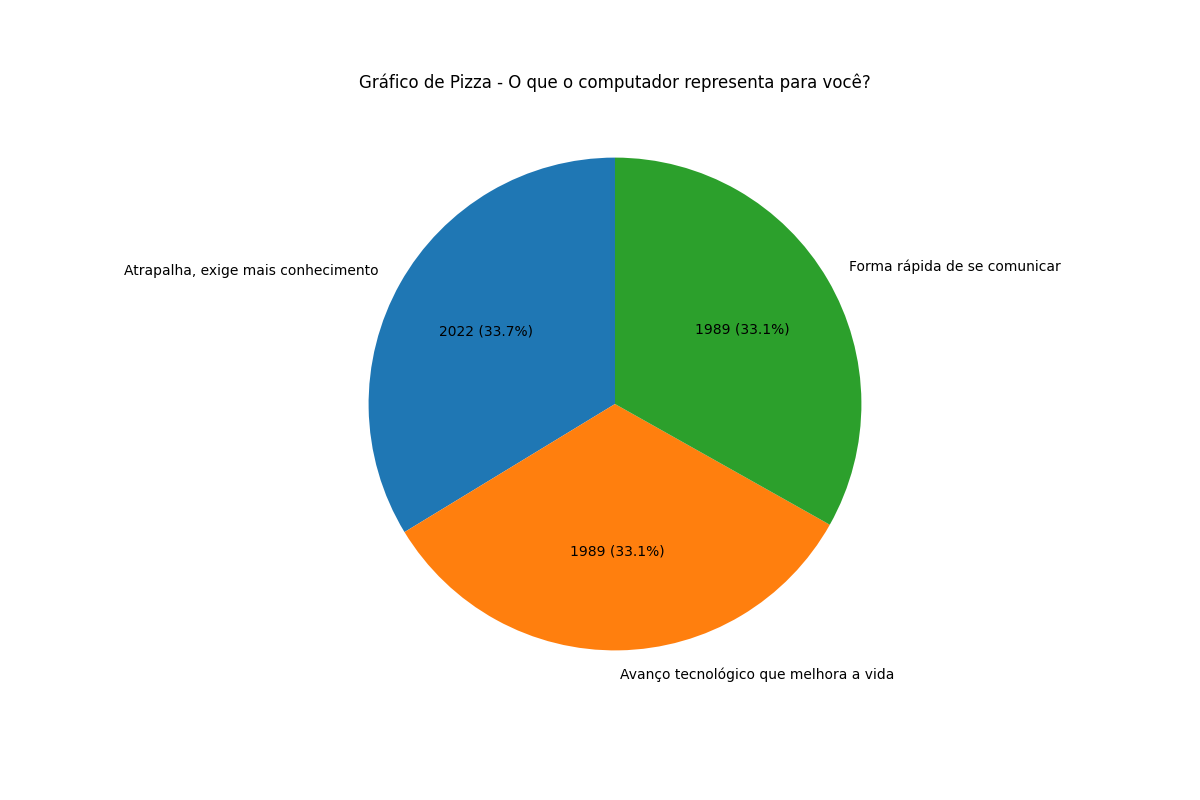 Gráfico de Pizza - O que o computador representa para você?
Forma rápida de se comunicar
Atrapalha, exige mais conhecimento
1989 (33.1%)
2022 (33.7%)
1989 (33.1%)
Avanço tecnológico que melhora a vida